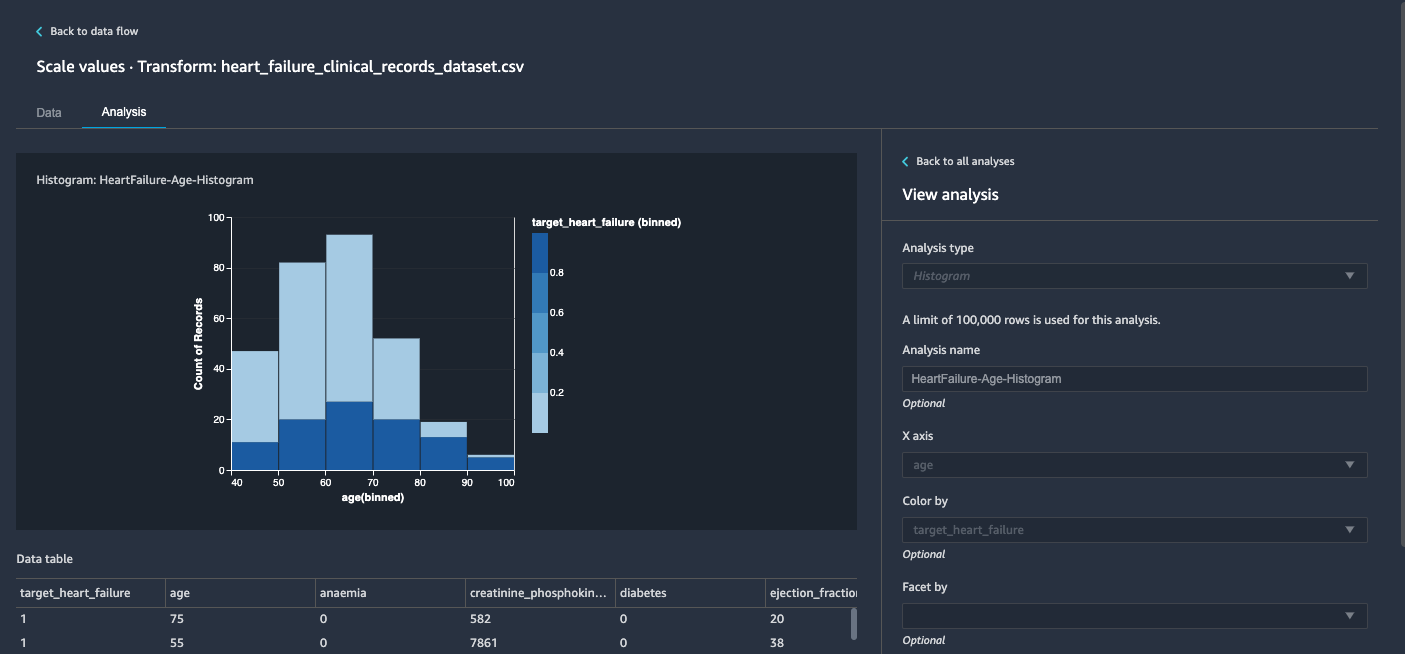 Back to data flow
Scale values · Transform: heart_failure_clinical_records_dataset.csv
Data
Analysis
Histogram: HeartFailure-Age-Histogram
100
80
60
40
20
0
Count of Records
40 50 60 70 80 90 100
age(binned)
target_heart_failure (binned)
0.8
0.6
0.4
0.2
Data table
target_heart_failure age anaemia creatinine_phosphokin... diabetes ejection_fraction
1 75 0 582 0 20
1 55 0 7861 0 38
Back to all analyses
View analysis
Analysis type
Histogram
A limit of 100,000 rows is used for this analysis.
Analysis name
HeartFailure-Age-Histogram
Optional
X axis
age
Color by
target_heart_failure
Optional
Facet by
Optional